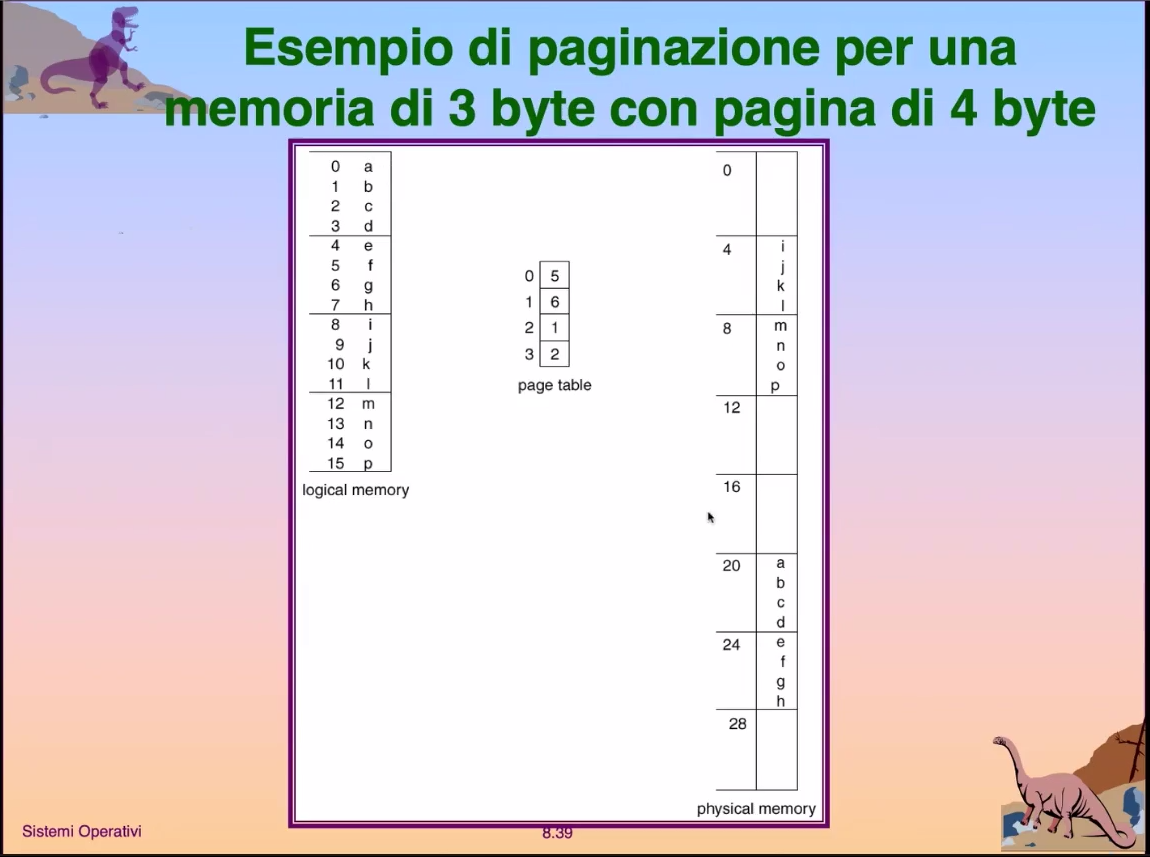 Esempio di paginazione per una
memoria di 3 byte con pagina di 4 byte
0 a
1 b
2 c
3 d
4 e
5 f
6 g
7 h
8 i
9 j
10 k
11 l
12 m
13 n
14 o
15 p
logical memory
0 5
1 6
2 1
3 2
page table
0
4 i
j
k
l
8 m
n
o
p
12
16
20 a
b
c
d
24 e
f
g
h
28
physical memory
Sistemi Operativi
8.39